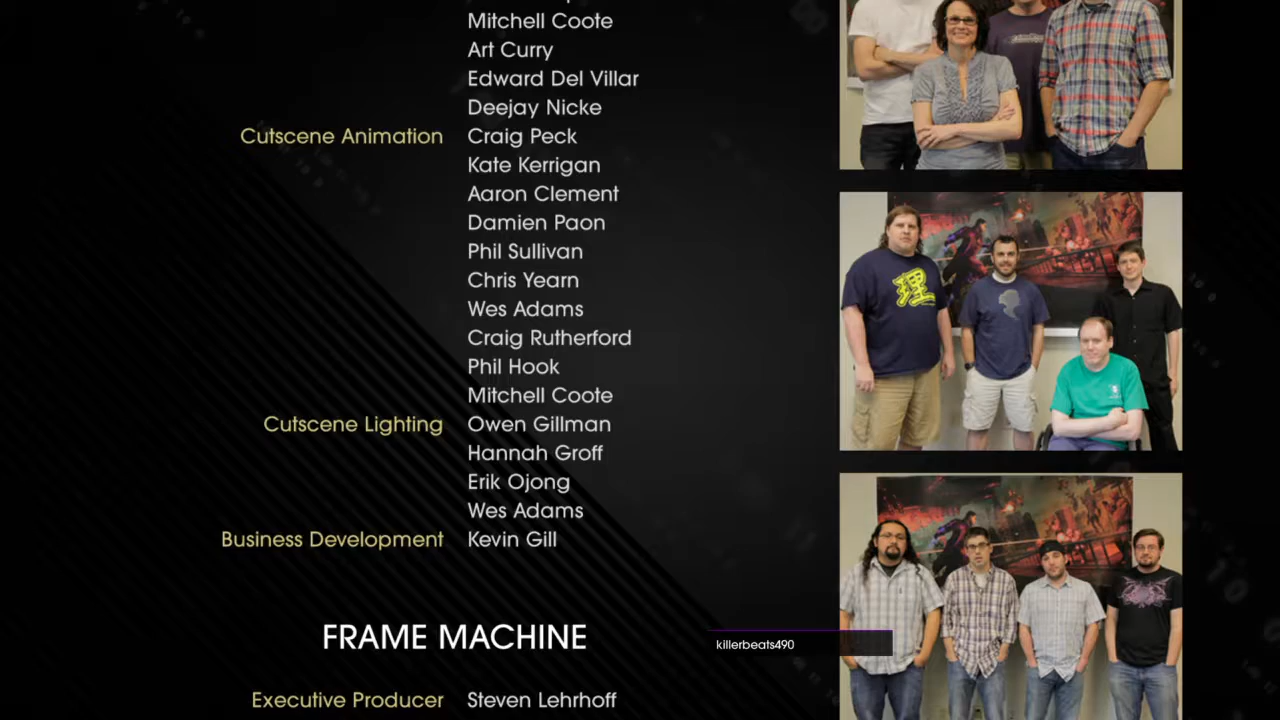 Mitchell Coote
Art Curry
Edward Del Villar
Deejay Nicke
Cutscene Animation Craig Peck
Kate Kerrigan
Aaron Clement
Damien Paon
Phil Sullivan
Chris Yearn
Wes Adams
Craig Rutherford
Phil Hook
Mitchell Coote
Cutscene Lighting Owen Gillman
Hannah Groff
Erik Ojong
Wes Adams
Business Development Kevin Gill
FRAME MACHINE
killerbeats490
Executive Producer Steven Lehrhoff
理